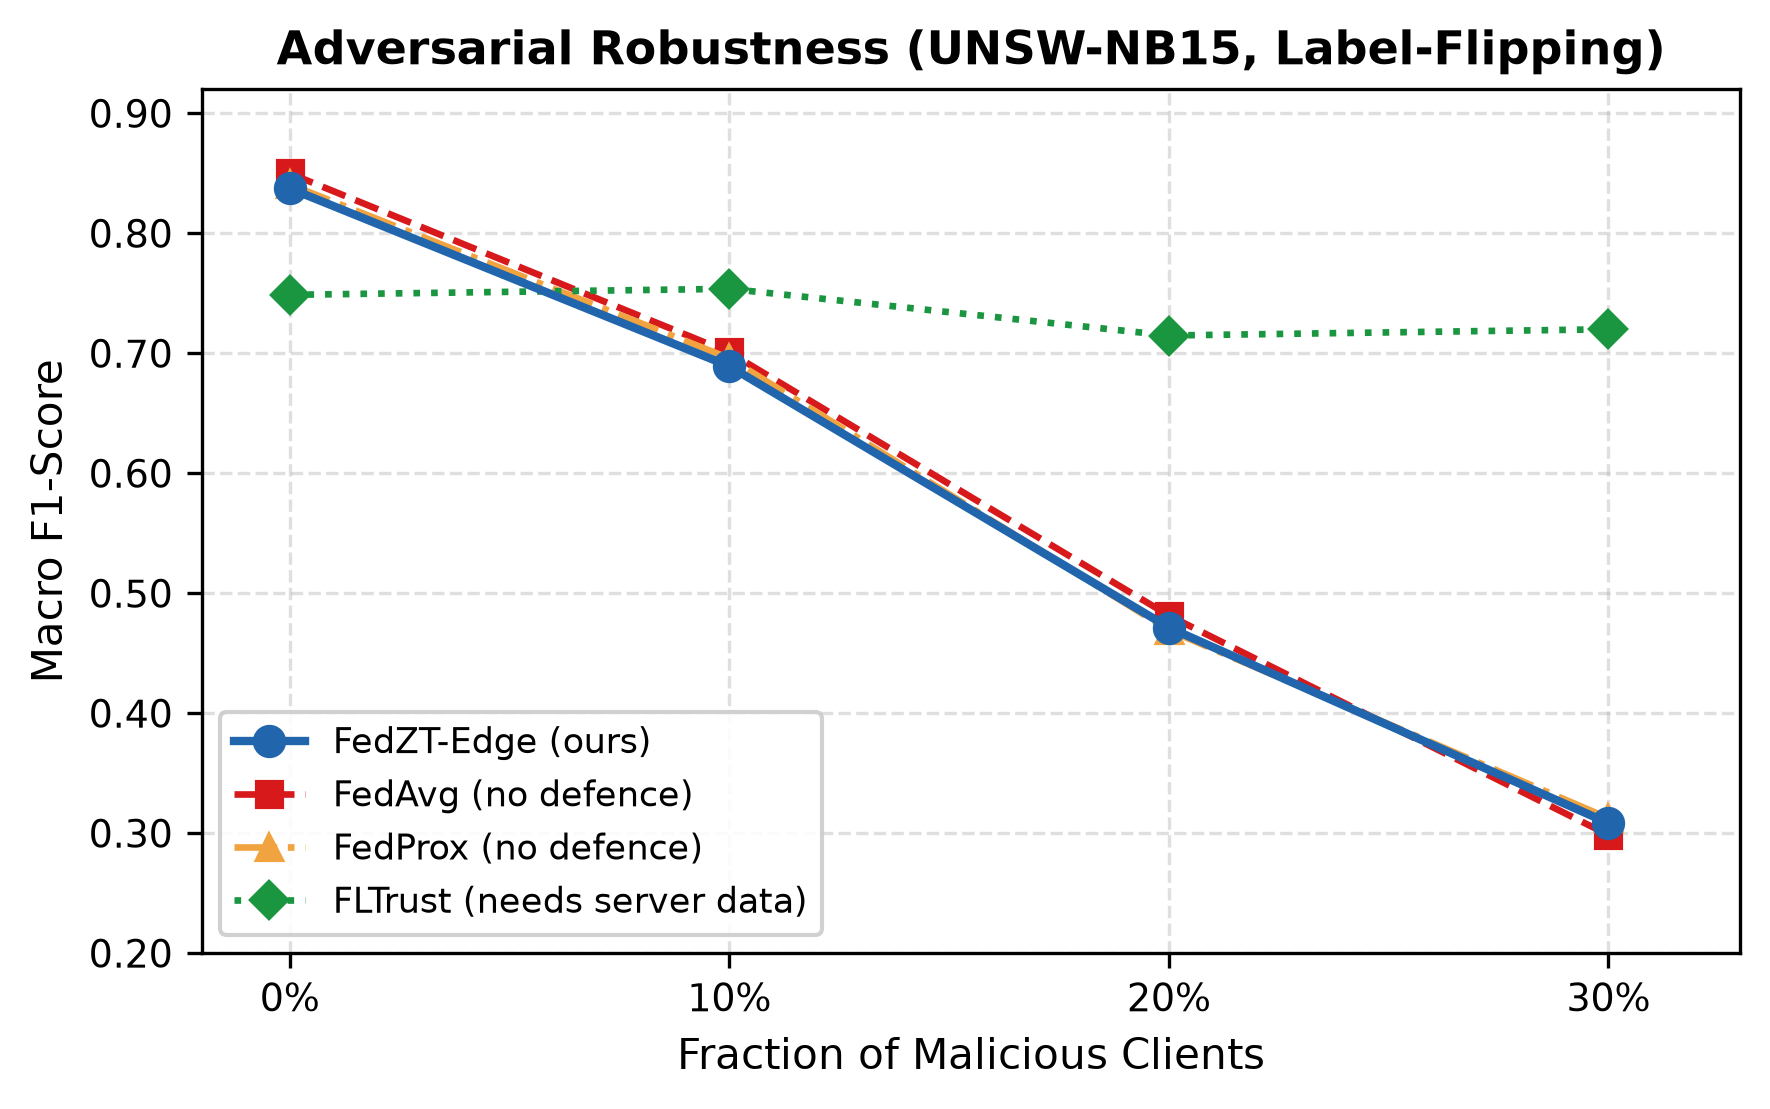 Adversarial Robustness (UNSW-NB15, Label-Flipping)
Macro F1-Score
0.90
0.80
0.70
0.60
0.50
0.40
0.30
0.20
FedZT-Edge (ours)
FedAvg (no defence)
FedProx (no defence)
FLTrust (needs server data)
0%
10%
20%
30%
Fraction of Malicious Clients